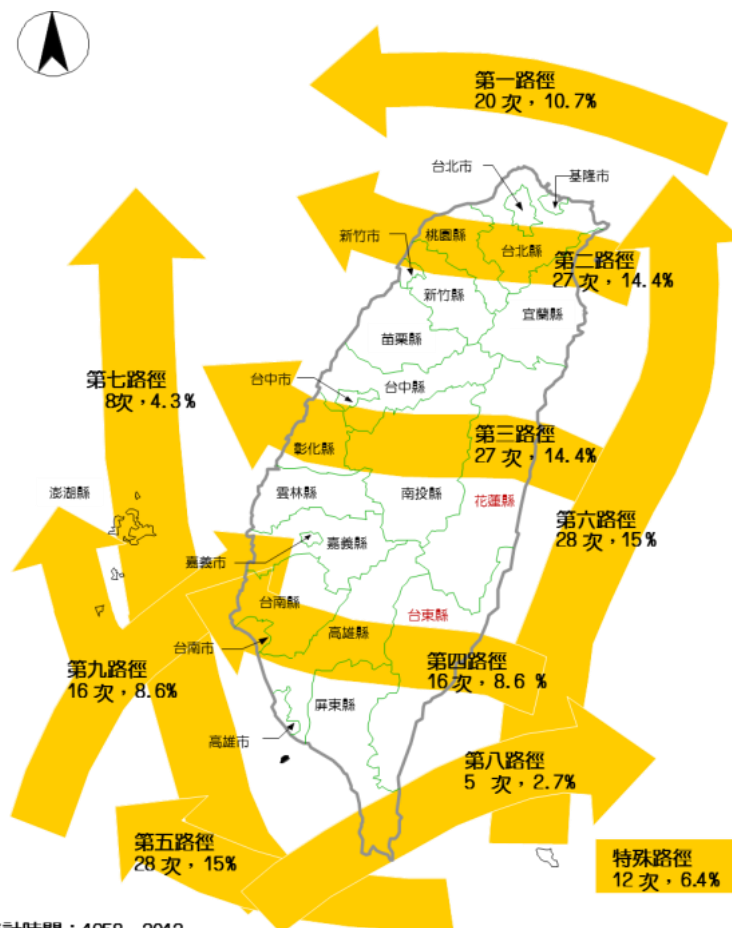 第一路徑
20 次，10.7%
台北市
基隆市
新竹市
桃園縣
台北縣
第二路徑
27 次，14.4%
新竹縣
宜蘭縣
苗栗縣
第七路徑
8次，4.3%
台中市
台中縣
第三路徑
27 次，14.4%
彰化縣
澎湖縣
雲林縣
南投縣
花蓮縣
第六路徑
28 次，15%
嘉義縣
嘉義市
台南縣
台東縣
高雄縣
台南市
第四路徑
16 次，8.6 %
第九路徑
16 次，8.6%
屏東縣
高雄市
第八路徑
5 次，2.7%
第五路徑
28 次，15%
特殊路徑
12 次，6.4%